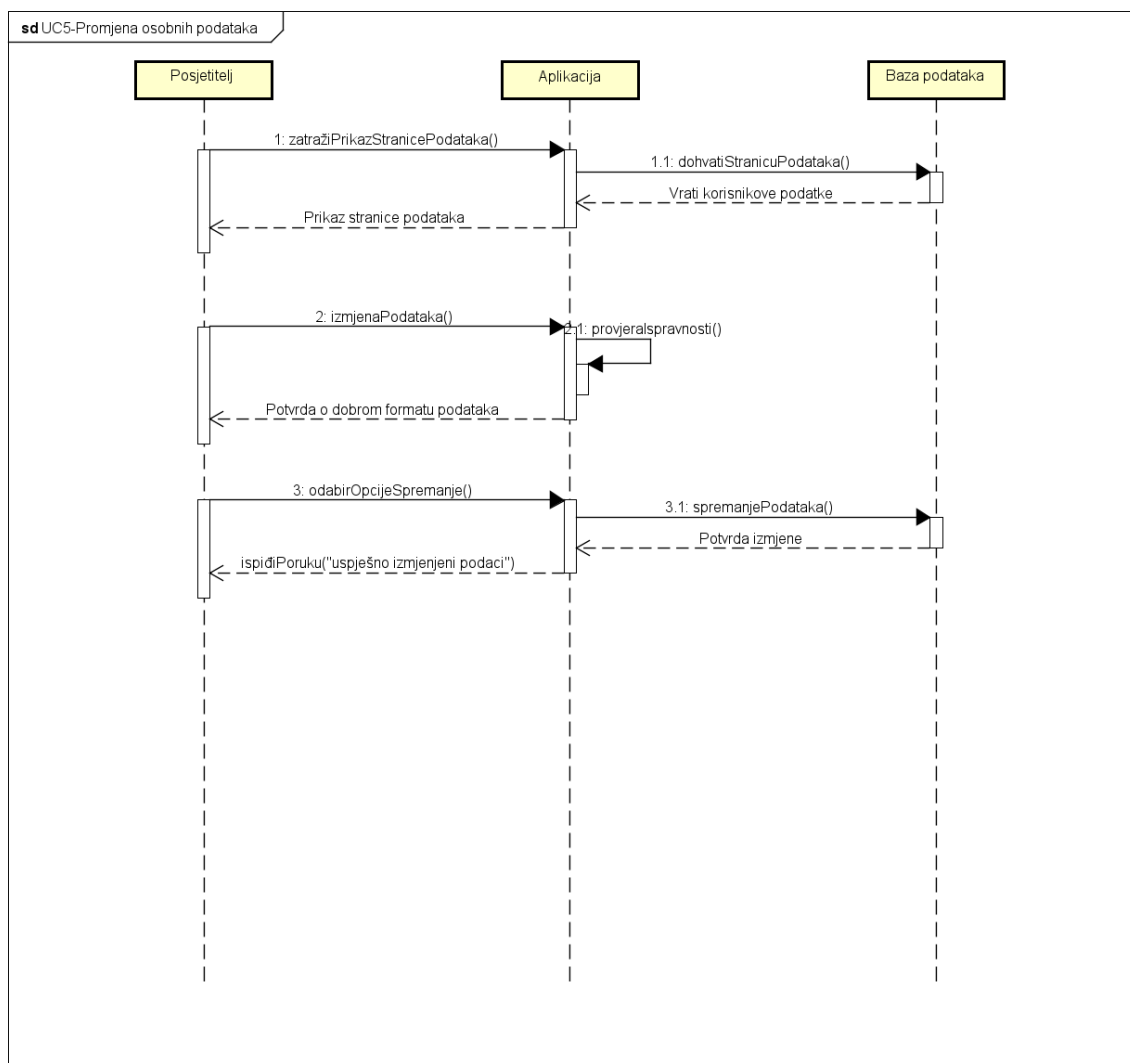 sd UC5-Promjena osobnih podataka
Posjetitelj
Aplikacija
Baza podataka
1: zatražiPrikazStranicePodataka()
1.1: dohvatiStranicuPodataka()
Vrati korisnikove podatke
Prikaz stranice podataka
2: izmjenaPodataka()
2.1: provjeraIspravnosti()
Potvrda o dobrom formatu podataka
3: odabirOpcijeSpremanje()
3.1: spremanjePodataka()
Potvrda izmjene
ispiđiPoruku("uspješno izmjenjeni podaci")